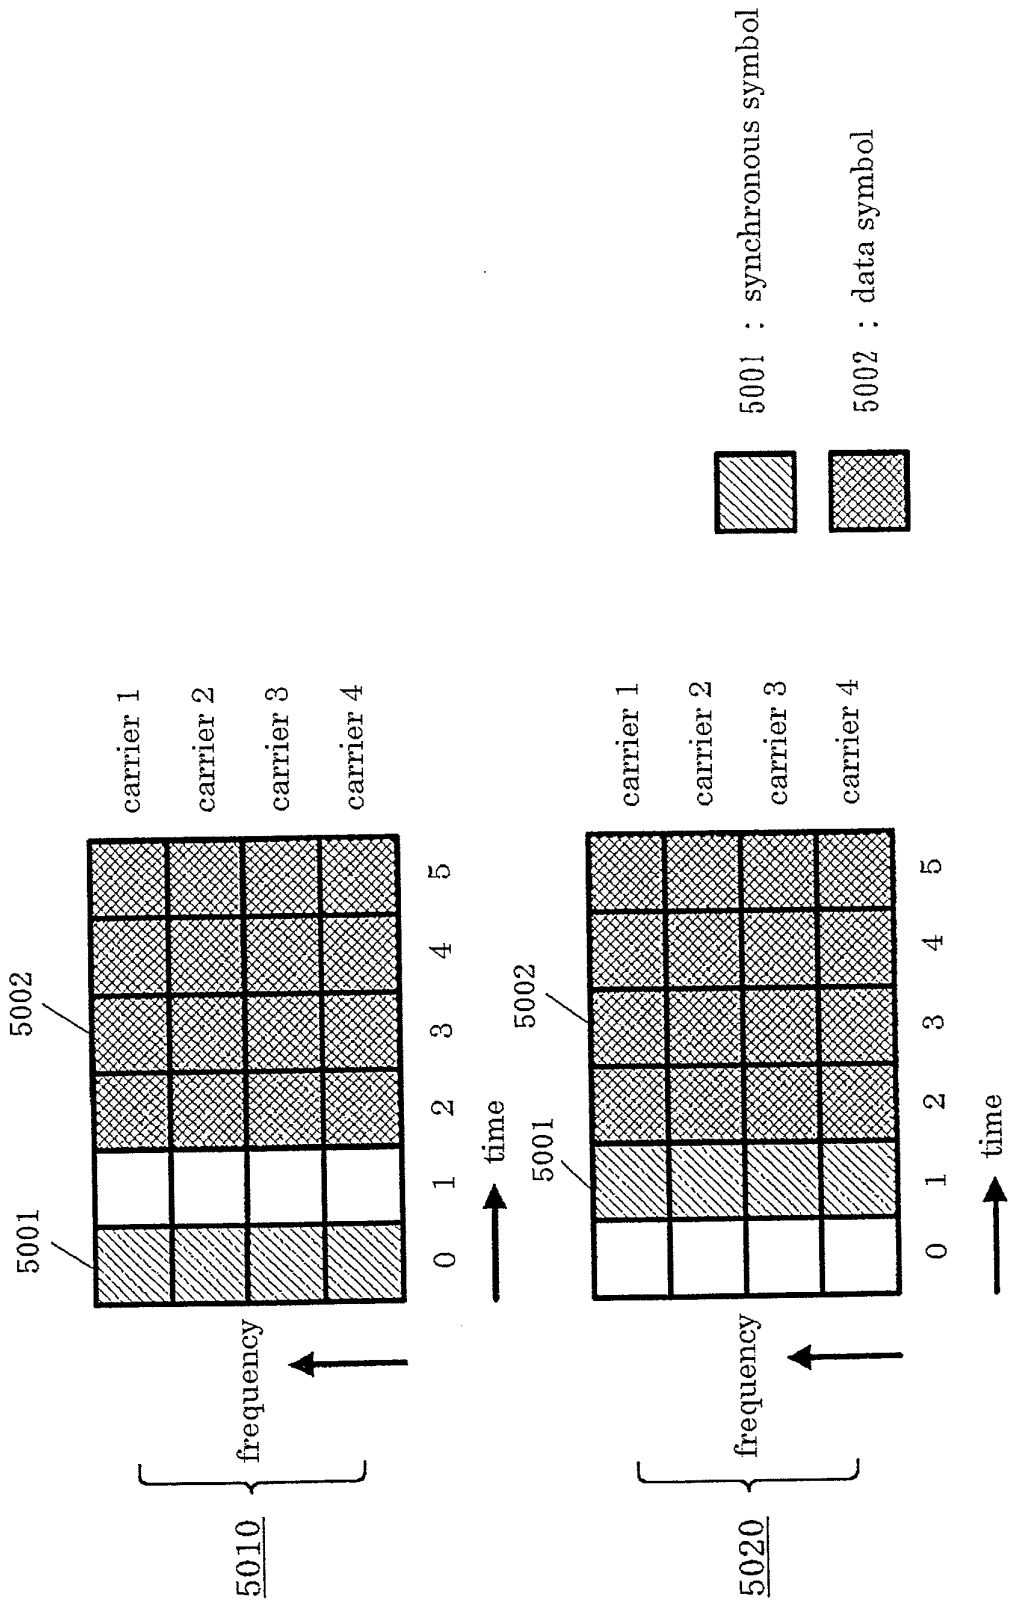 5001
5002
carrier 1
carrier 2
carrier 3
carrier 4
5010
frequency
0 1 2 3 4 5
time
5001
5002
carrier 1
carrier 2
carrier 3
carrier 4
5020
frequency
0 1 2 3 4 5
time
5001 : synchronous symbol
5002 : data symbol